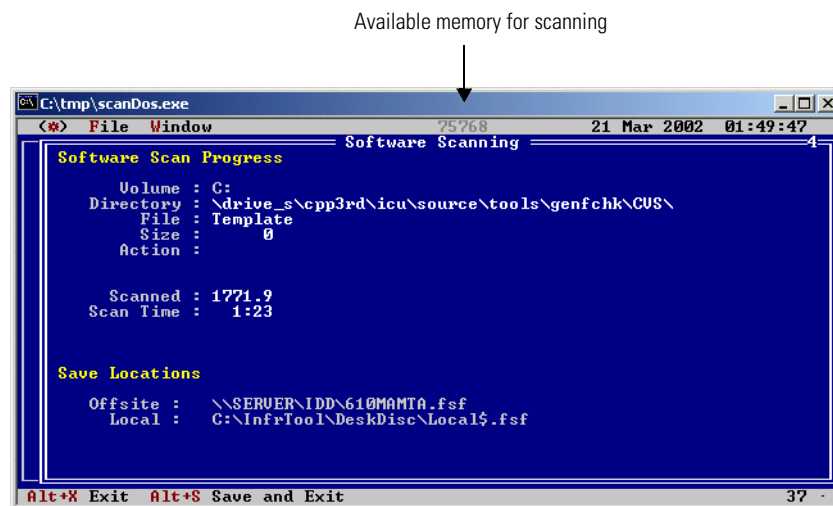 Available memory for scanning
C:\tmp\scanDos.exe
(*) File Window 75768 21 Mar 2002 01:49:47
Software Scanning 4
Software Scan Progress
Volume : C:
Directory : \drive_s\cpp3rd\icu\source\tools\genfchk\CVS\
File : Template
Size : 0
Action :
Scanned : 1771.9
Scan Time : 1:23
Save Locations
Offsite : \\SERVER\IDD\610MAMTA.fsf
Local : C:\InfrTool\DeskDisc\Local$.fsf
Alt+X Exit Alt+S Save and Exit 37